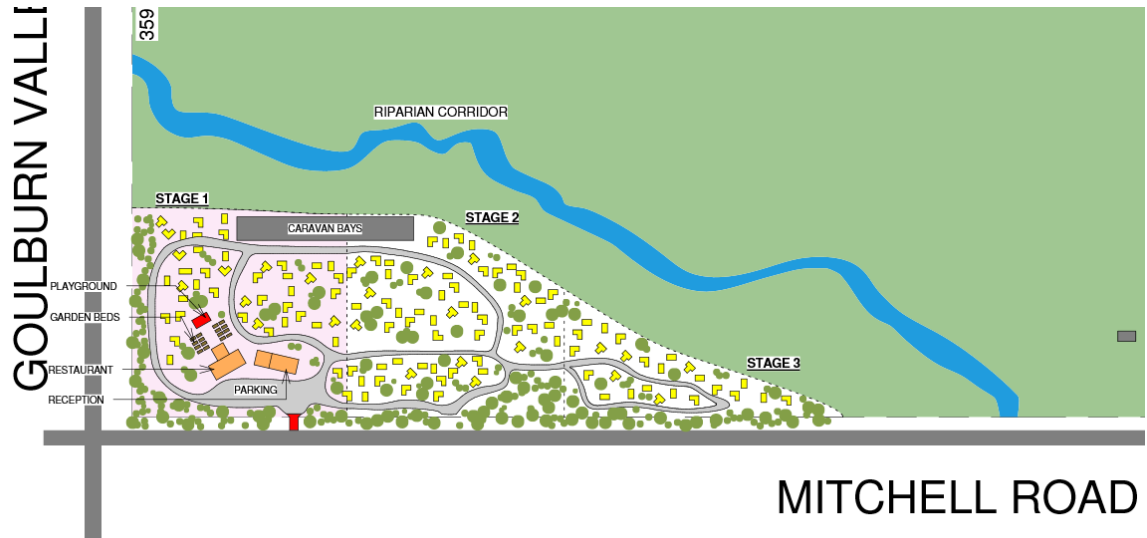 GOULBURN VALLE
359
RIPARIAN CORRIDOR
STAGE 1
STAGE 2
CARAVAN BAYS
PLAYGROUND
GARDEN BEDS
STAGE 3
RESTAURANT
PARKING
RECEPTION
MITCHELL ROAD